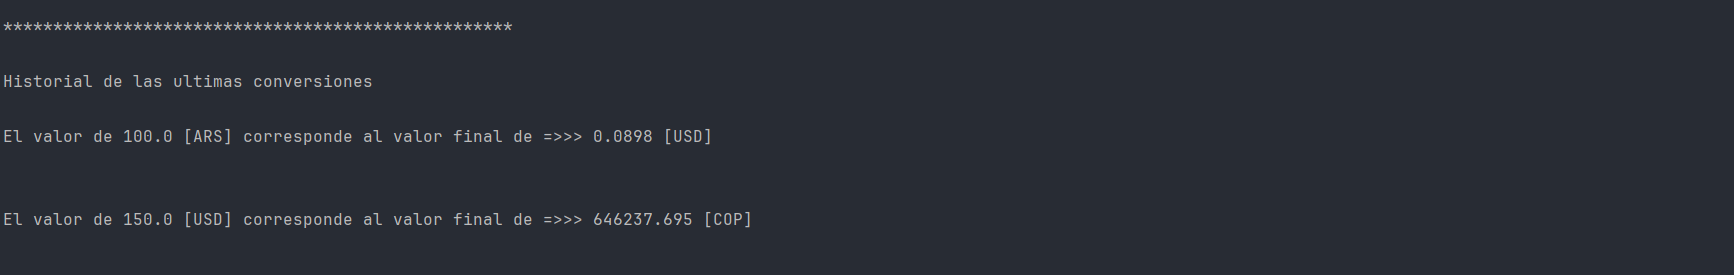 ***************************************************
Historial de las ultimas conversiones
El valor de 100.0 [ARS] corresponde al valor final de =>>> 0.0898 [USD]
El valor de 150.0 [USD] corresponde al valor final de =>>> 646237.695 [COP]